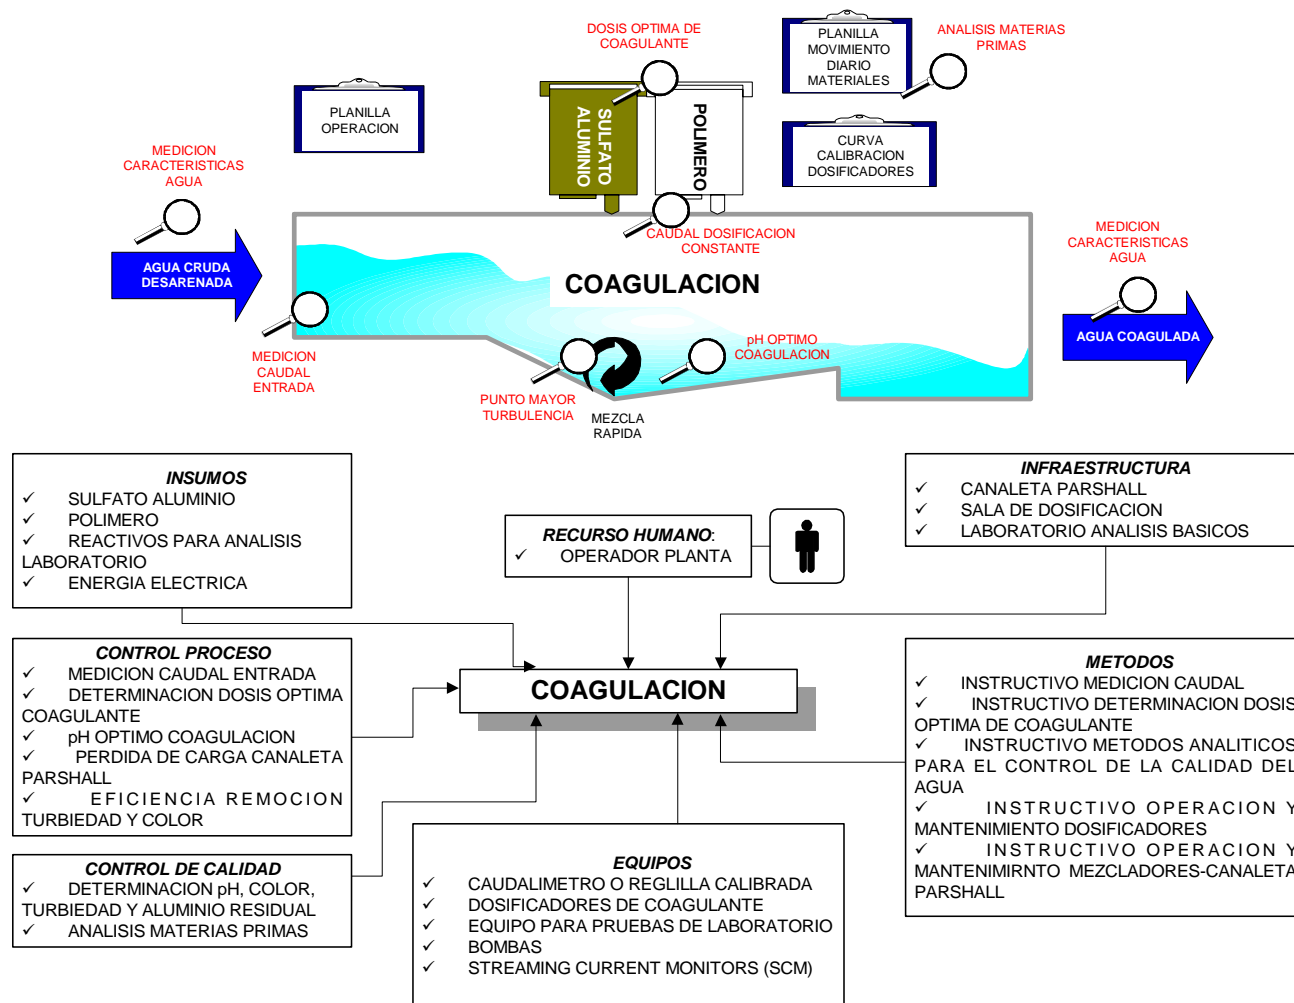 DOSIS OPTIMA DE
COAGULANTE
PLANILLA
MOVIMIENTO
DIARIO
MATERIALES
ANALISIS MATERIAS
PRIMAS
PLANILLA
OPERACION
SULFATO
ALUMINIO
POLIMERO
CURVA
CALIBRACION
DOSIFICADORES
MEDICION
CARACTERISTICAS
AGUA
CAUDAL DOSIFICACION
CONSTANTE
MEDICION
CARACTERISTICAS
AGUA
AGUA CRUDA
DESARENADA
COAGULACION
AGUA COAGULADA
MEDICION
CAUDAL
ENTRADA
pH OPTIMO
COAGULACION
PUNTO MAYOR
TURBULENCIA
MEZCLA
RAPIDA
INSUMOS
✓ SULFATO ALUMINIO
✓ POLIMERO
✓ REACTIVOS PARA ANALISIS
LABORATORIO
✓ ENERGIA ELECTRICA
RECURSO HUMANO:
✓ OPERADOR PLANTA
INFRAESTRUCTURA
✓ CANALETA PARSHALL
✓ SALA DE DOSIFICACION
✓ LABORATORIO ANALISIS BASICOS
CONTROL PROCESO
✓ MEDICION CAUDAL ENTRADA
✓ DETERMINACION DOSIS OPTIMA
COAGULANTE
✓ pH OPTIMO COAGULACION
✓ PERDIDA DE CARGA CANALETA
PARSHALL
✓ EFICIENCIA REMOCION
TURBIEDAD Y COLOR
COAGULACION
METODOS
✓ INSTRUCTIVO MEDICION CAUDAL
✓ INSTRUCTIVO DETERMINACION DOSIS
OPTIMA DE COAGULANTE
✓ INSTRUCTIVO METODOS ANALITICOS
PARA EL CONTROL DE LA CALIDAD DEL
AGUA
✓ INSTRUCTIVO OPERACION Y
MANTENIMIENTO DOSIFICADORES
✓ INSTRUCTIVO OPERACION Y
MANTENIMIRNTO MEZCLADORES-CANALETA
PARSHALL
CONTROL DE CALIDAD
✓ DETERMINACION pH, COLOR,
TURBIEDAD Y ALUMINIO RESIDUAL
✓ ANALISIS MATERIAS PRIMAS
EQUIPOS
✓ CAUDALIMETRO O REGLILLA CALIBRADA
✓ DOSIFICADORES DE COAGULANTE
✓ EQUIPO PARA PRUEBAS DE LABORATORIO
✓ BOMBAS
✓ STREAMING CURRENT MONITORS (SCM)